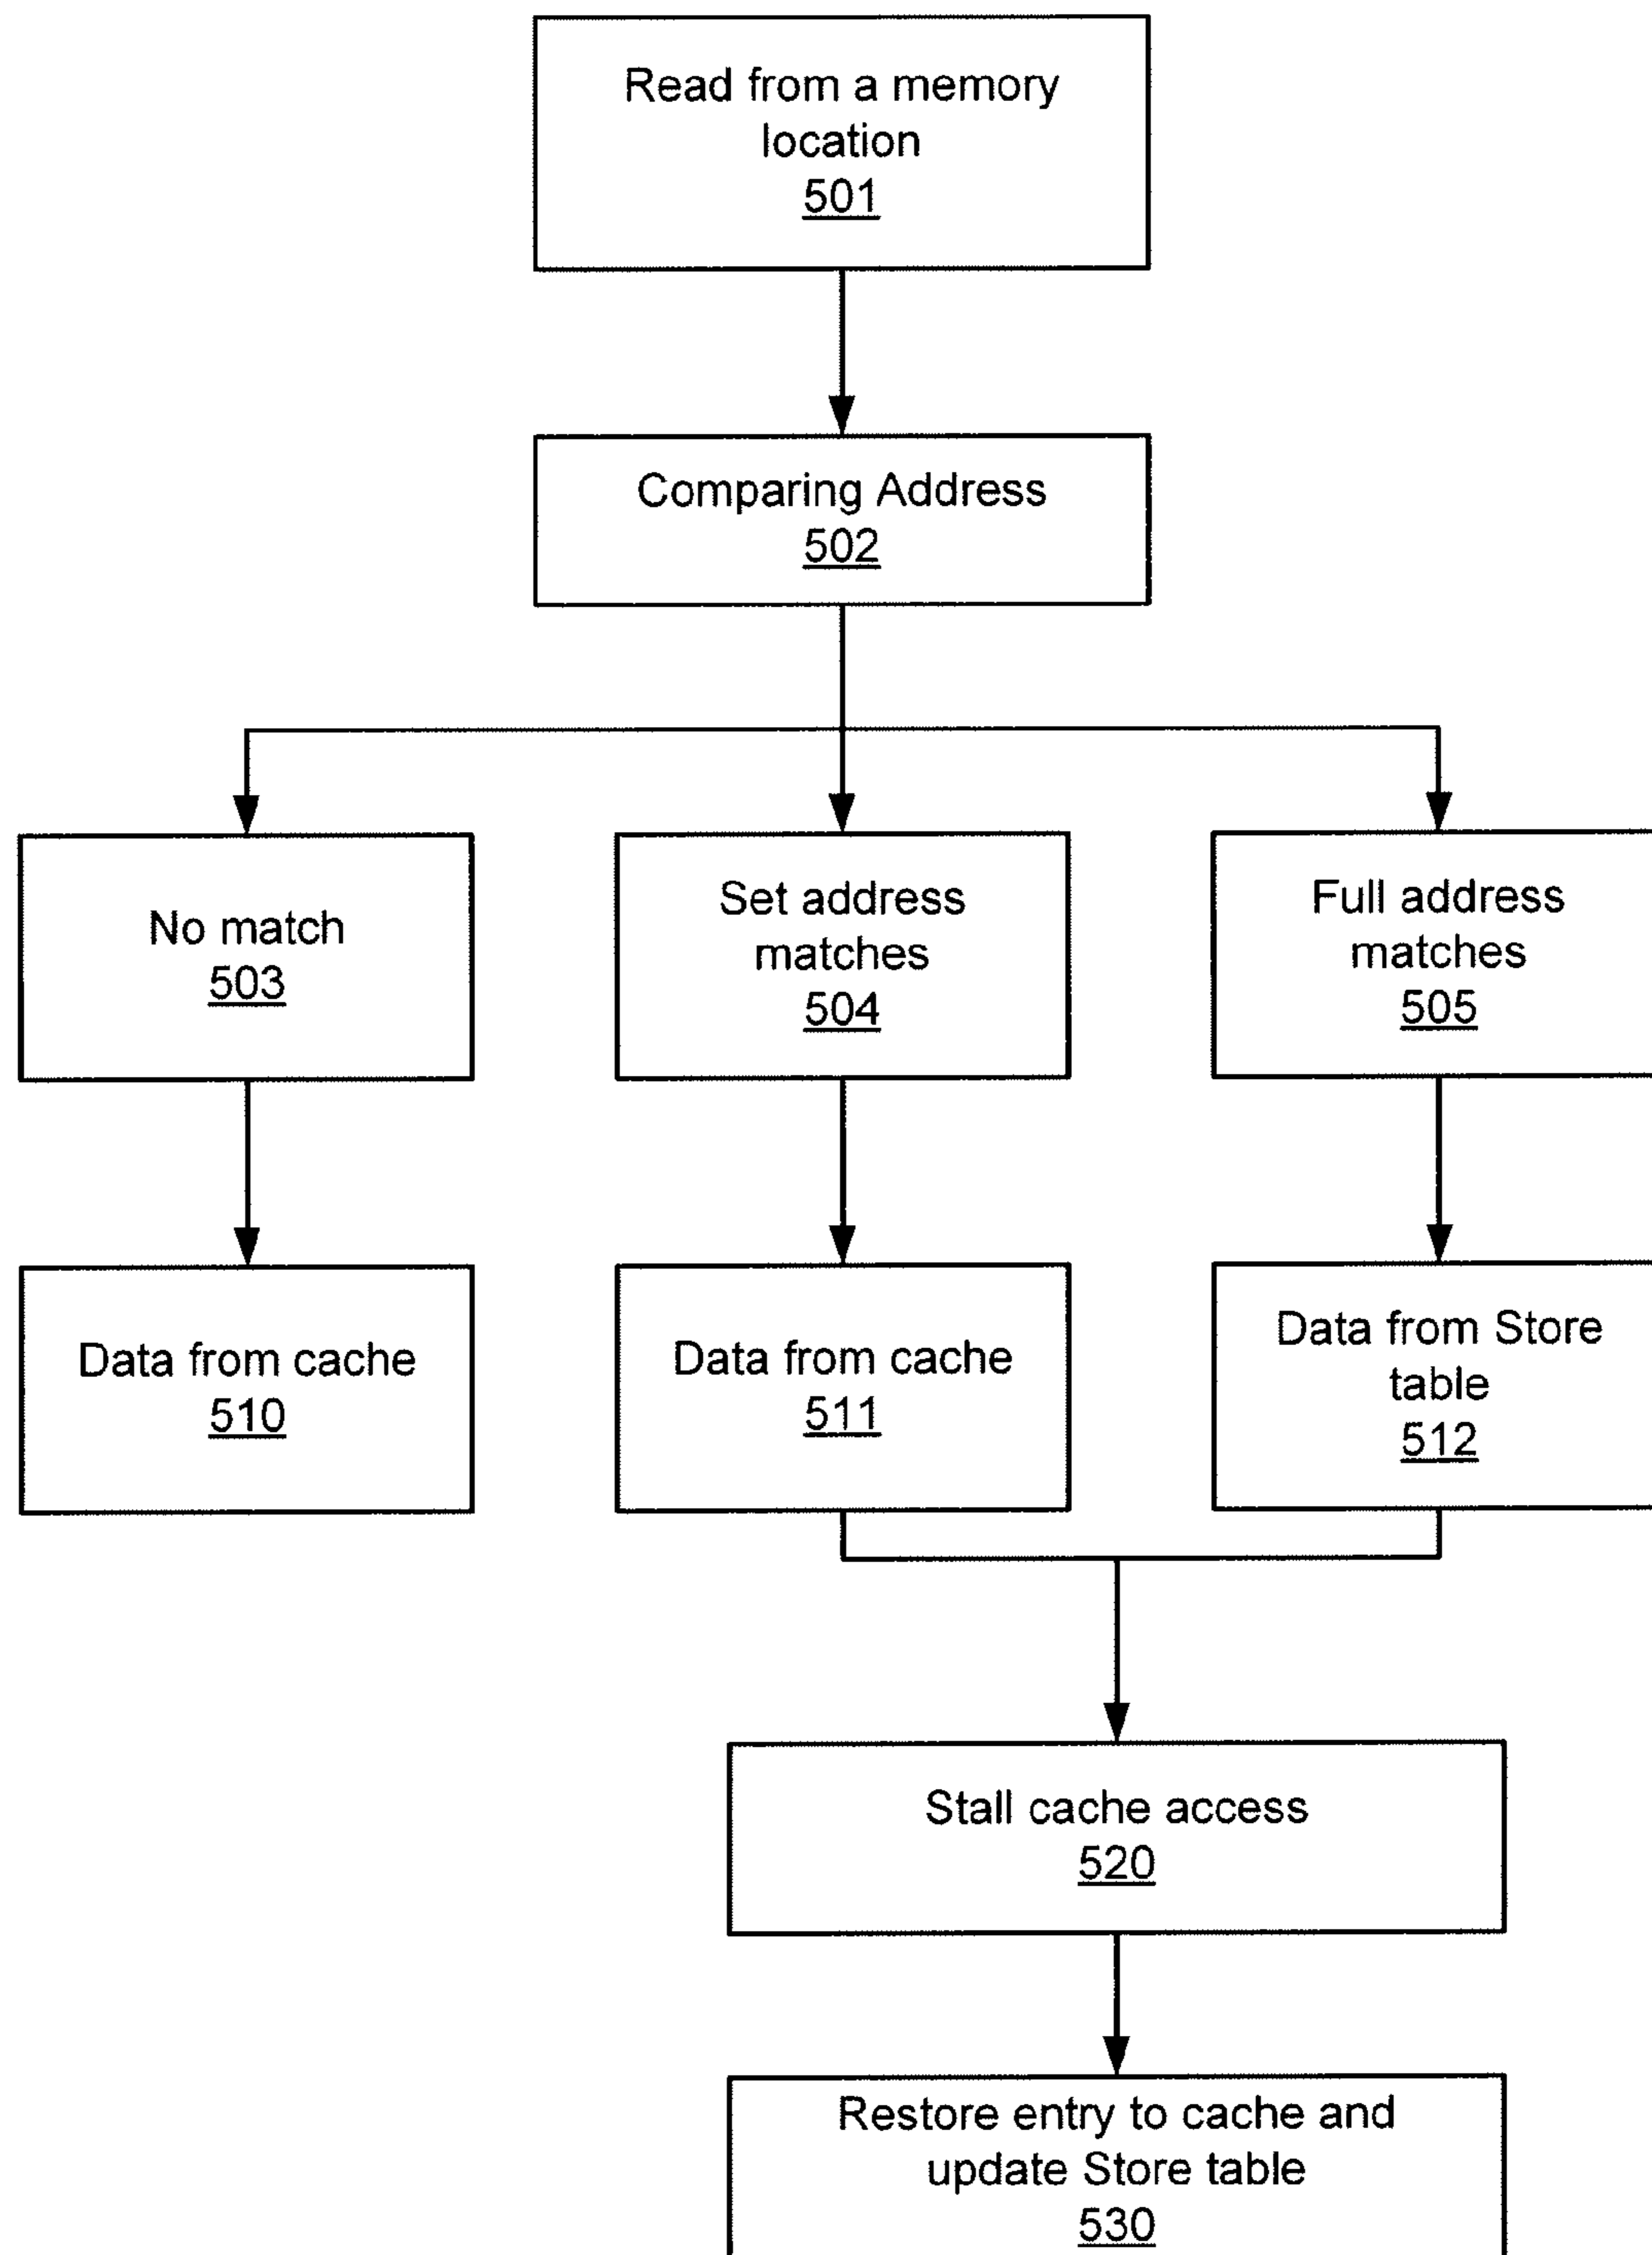 Read from a memory
location
501
Comparing Address
502
No match
503
Set address
matches
504
Full address
matches
505
Data from cache
510
Data from cache
511
Data from Store
table
512
Stall cache access
520
Restore entry to cache and
update Store table
530